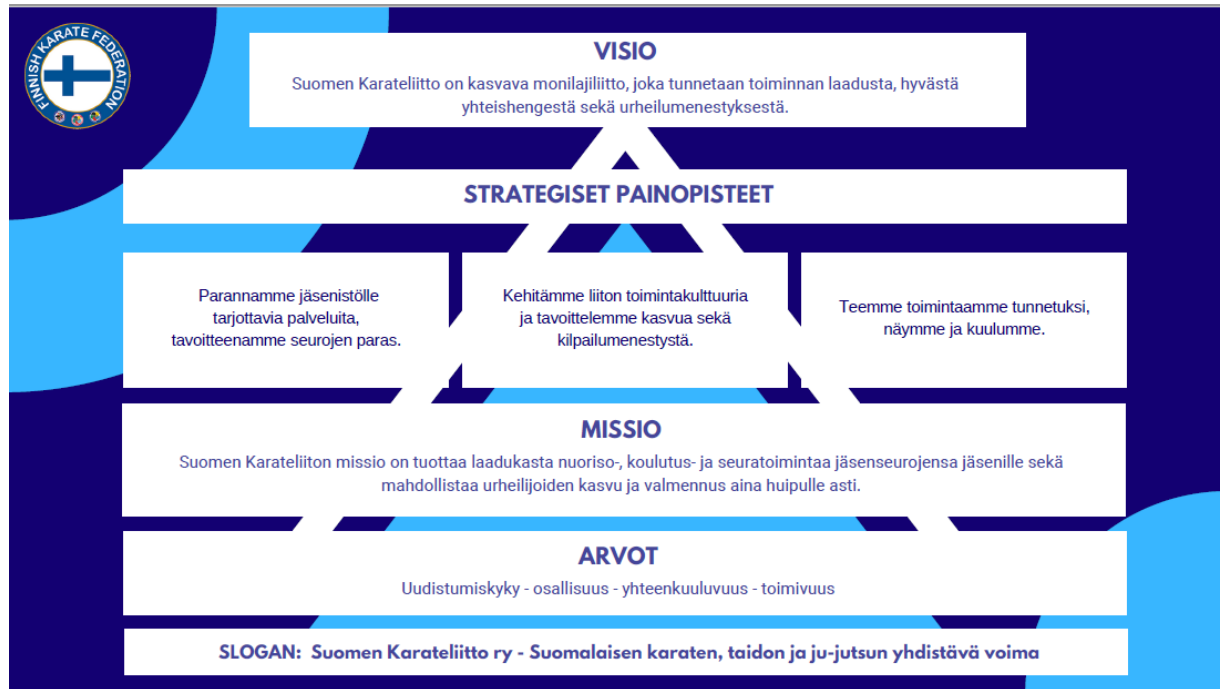 FINNISH KARATE FEDERATION
VISIO
Suomen Karateliitto on kasvava monilajiliitto, joka tunnetaan toiminnan laadusta, hyvästä
yhteishengestä sekä urheilumenestyksestä.
STRATEGISET PAINOPISTEET
Parannamme jäsenistölle
tarjottavia palveluita,
tavoitteenamme seurojen paras.
Kehitämme liiton toimintakulttuuria
ja tavoittelemme kasvua sekä
kilpailumenestystä.
Teemme toimintaamme tunnetuksi,
näymme ja kuulumme.
MISSIO
Suomen Karateliiton missio on tuottaa laadukasta nuoriso-, koulutus- ja seuratoimintaa jäsenseurojensa jäsenille sekä
mahdollistaa urheilijoiden kasvu ja valmennus aina huipulle asti.
ARVOT
Uudistumiskyky - osallisuus - yhteenkuuluvuus - toimivuus
SLOGAN: Suomen Karateliitto ry - Suomalaisen karaten, taidon ja ju-jutsun yhdistävä voima